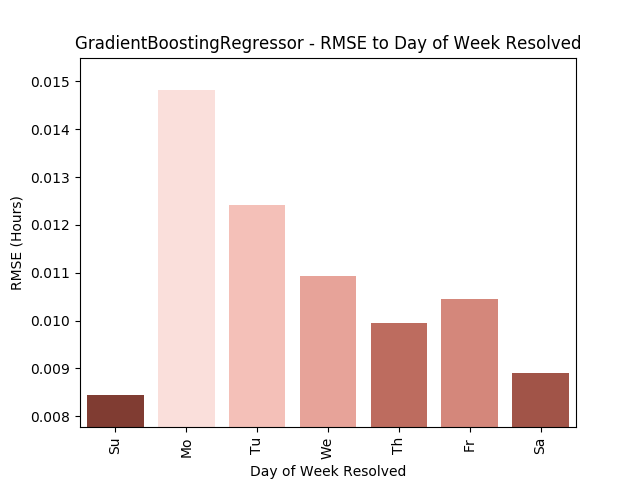 GradientBoostingRegressor - RMSE to Day of Week Resolved
0.015
0.014
0.013
0.012
0.011
0.010
0.009
0.008
RMSE (Hours)
Su Mo Tu We Th Fr Sa
Day of Week Resolved